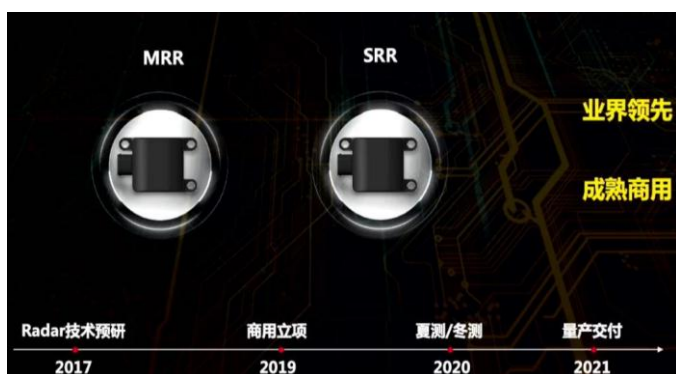 MRR
SRR
业界领先
成熟商用
Radar技术预研
商用立项
夏测/冬测
量产交付
2017
2019
2020
2021